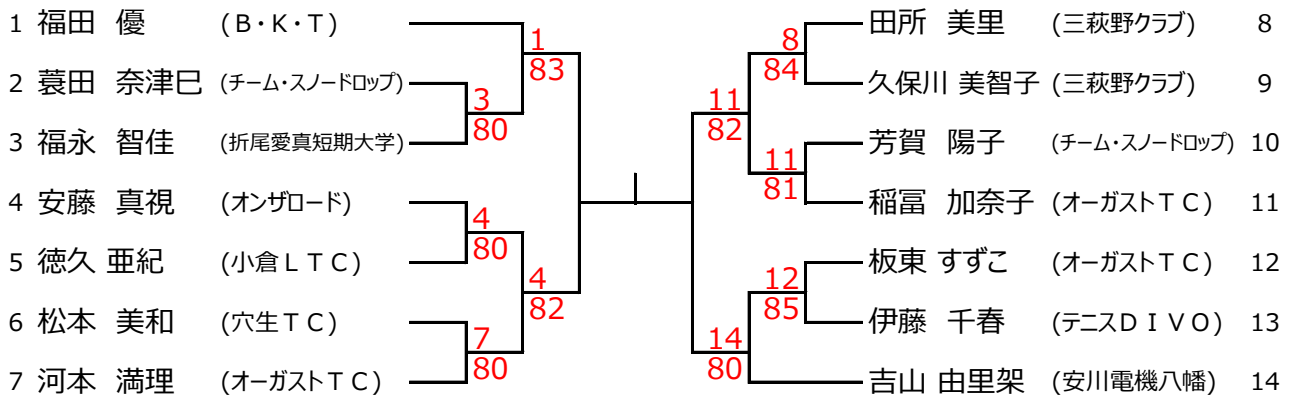 1 福田 優 (B・K・T)
2 蓑田 奈津巳 (チーム・スノードロップ)
3 福永 智佳 (折尾愛真短期大学)
4 安藤 真視 (オンザロード)
5 徳久 亜紀 (小倉ＬＴＣ)
6 松本 美和 (穴生ＴＣ)
7 河本 満理 (オーガストＴＣ)
1
83
3
80
4
80
4
82
7
80
8
84
11
82
11
81
12
85
14
80
田所 美里 (三萩野クラブ) 8
久保川 美智子 (三萩野クラブ) 9
芳賀 陽子 (チーム・スノードロップ) 10
稲冨 加奈子 (オーガストＴＣ) 11
板東 すずこ (オーガストＴＣ) 12
伊藤 千春 (テニスＤＩＶＯ) 13
吉山 由里架 (安川電機八幡) 14